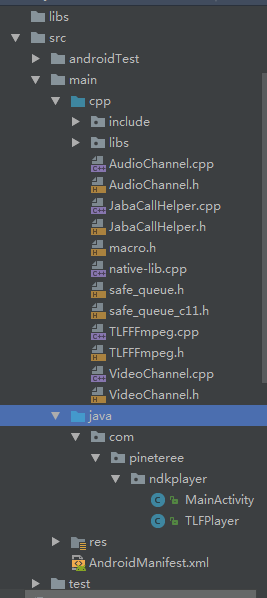 libs
src
androidTest
main
cpp
include
libs
AudioChannel.cpp
AudioChannel.h
JabaCallHelper.cpp
JabaCallHelper.h
macro.h
native-lib.cpp
safe_queue.h
safe_queue_c11.h
TLFFFmpeg.cpp
TLFFFmpeg.h
VideoChannel.cpp
VideoChannel.h
java
com
pineteree
ndkplayer
MainActivity
TLFPlayer
res
AndroidManifest.xml
test